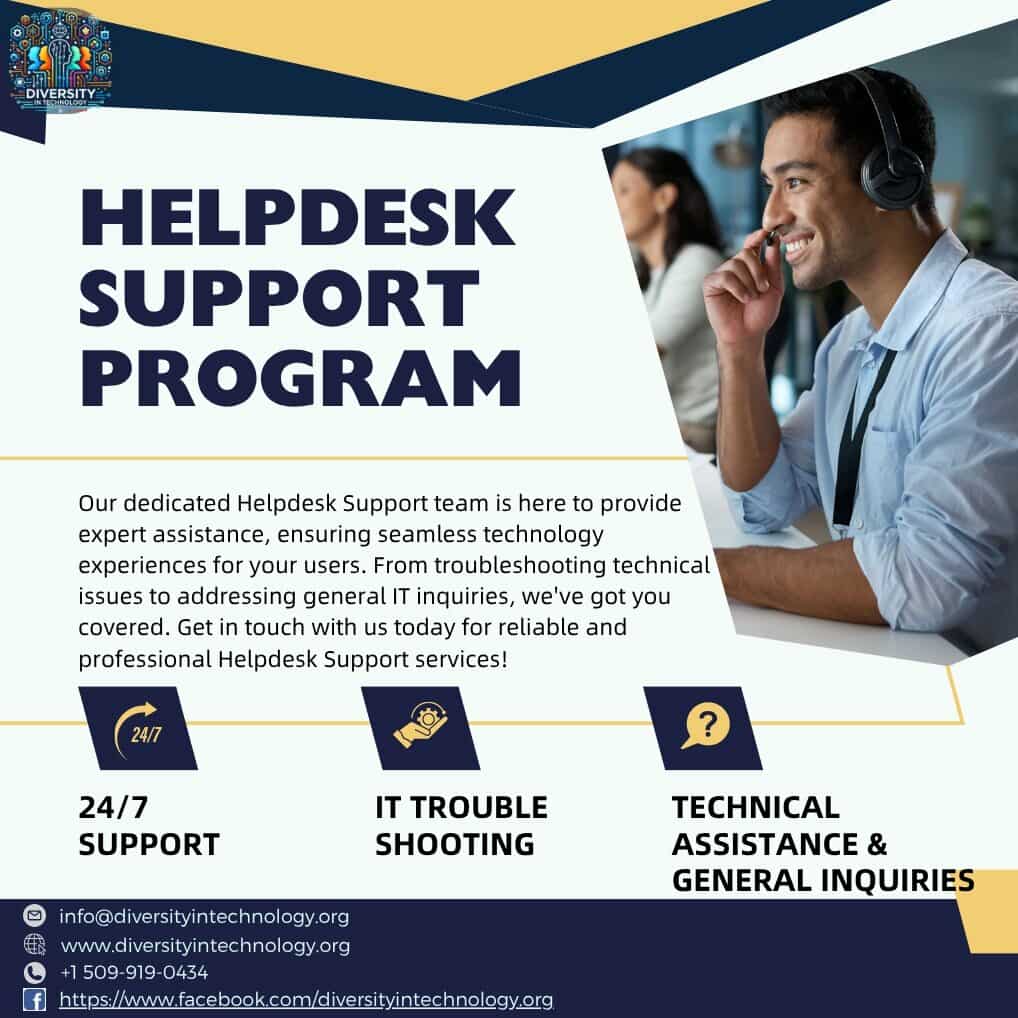 DIVERSITY
IN TECHNOLOGY
HELPDESK
SUPPORT
PROGRAM
Our dedicated Helpdesk Support team is here to provide
expert assistance, ensuring seamless technology
experiences for your users. From troubleshooting technical
issues to addressing general IT inquiries, we've got you
covered. Get in touch with us today for reliable and
professional Helpdesk Support services!
24/7
24/7
SUPPORT
IT TROUBLE
SHOOTING
?
TECHNICAL
ASSISTANCE &
GENERAL INQUIRIES
info@diversityintechnology.org
www.diversityintechnology.org
+1 509-919-0434
https://www.facebook.com/diversityintechnology.org